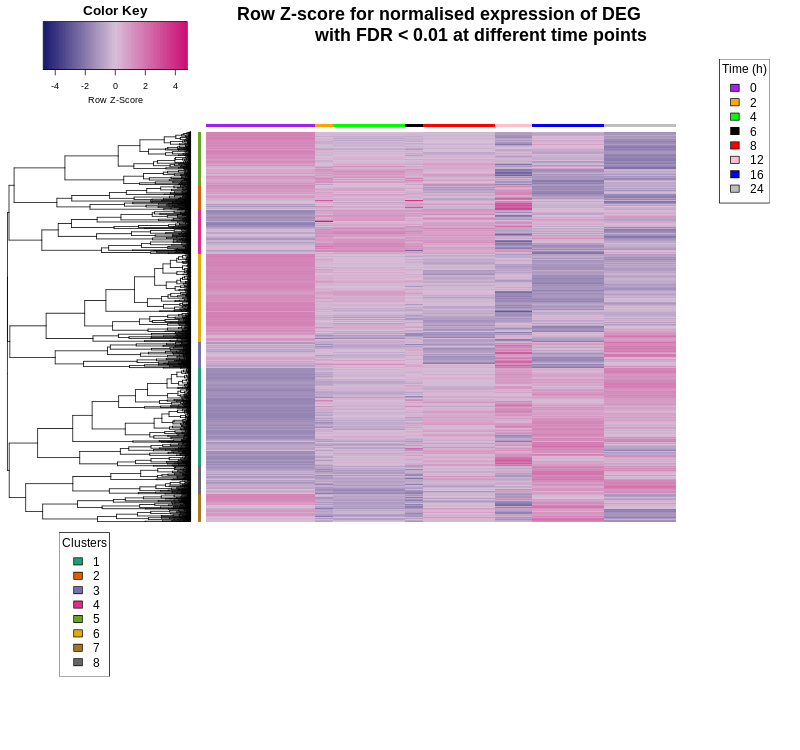 Color Key
-4 -2 0 2 4
Row Z-Score
Row Z-score for normalised expression of DEG
with FDR < 0.01 at different time points
Time (h)
0
2
4
6
8
12
16
24
Clusters
1
2
3
4
5
6
7
8